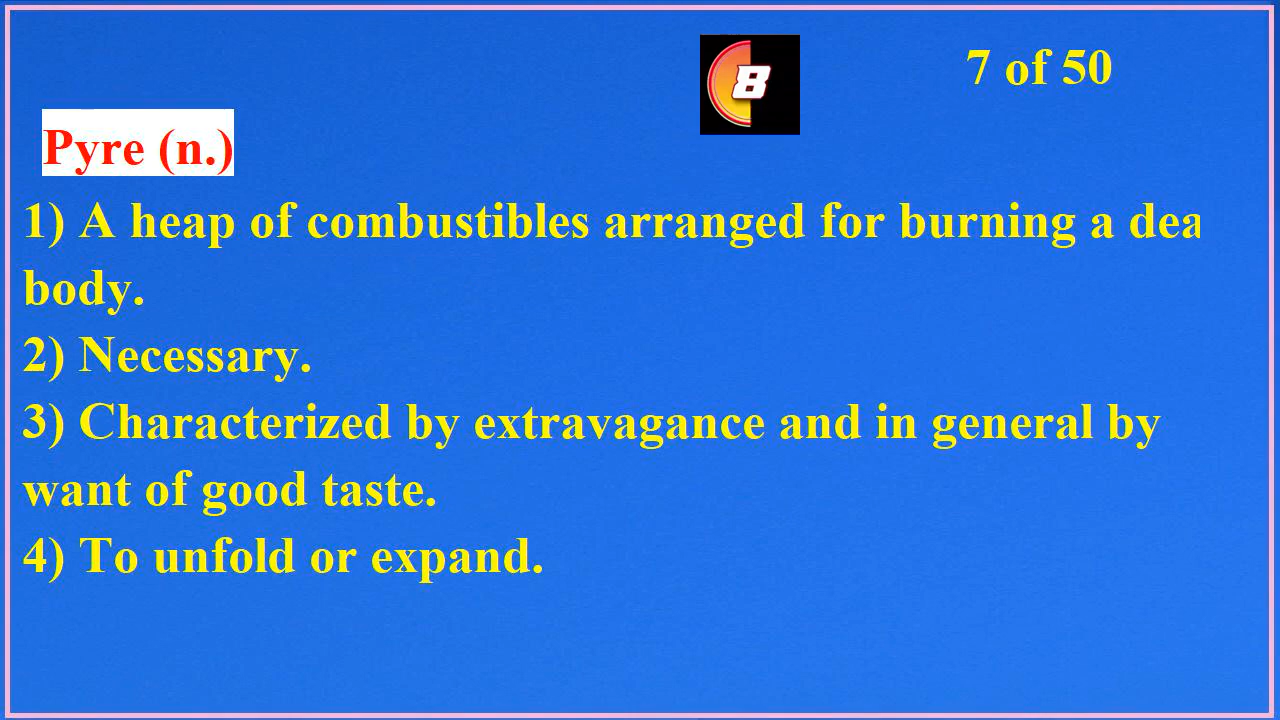 7 of 50
8
Pyre (n.)
1) A heap of combustibles arranged for burning a dea
body.
2) Necessary.
3) Characterized by extravagance and in general by
want of good taste.
4) To unfold or expand.